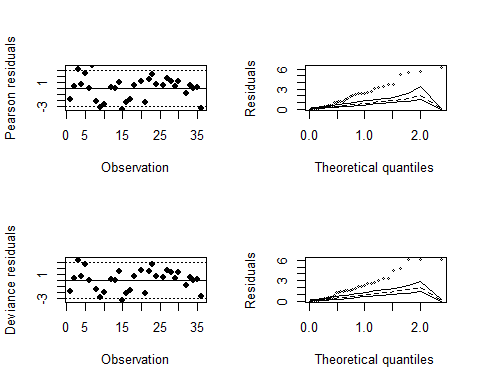 Pearson residuals
1
-3
0 5 15 25 35
Observation
Residuals
6
3
0
0.0 1.0 2.0
Theoretical quantiles
Deviance residuals
1
-3
0 5 15 25 35
Observation
Residuals
6
3
0
0.0 1.0 2.0
Theoretical quantiles